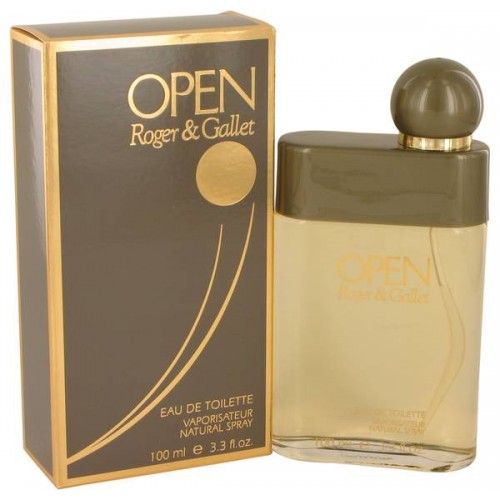 OPEN
Roger & Gallet
EAU DE TOILETTE
VAPORISATEUR
NATURAL SPRAY
100 ml e 3.3 fl.oz.
OPEN
Roger & Gallet
EAU DE TOILETTE
VAPORISATEUR
NATURAL SPRAY